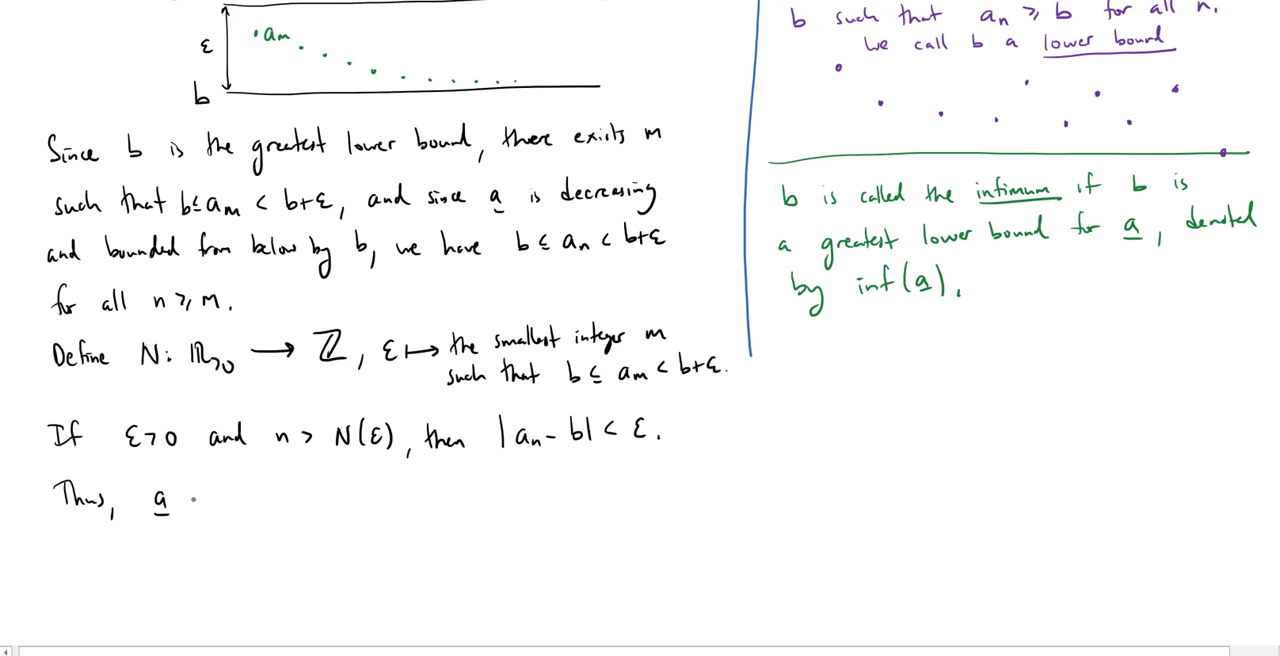 ε
·am
b
Since b is the greatest lower bound, there exists m
such that b≤am < b+ε, and since a is decreasing
and bounded from below by b, we have b ≤ an < b+ε
for all n ≥ m.
Define N: ℝ>0 → ℤ, ε ↦ the smallest integer m
such that b ≤ am < b+ε.
If ε>0 and n > N(ε), then |an - b| < ε.
Thus, a
b such that an ≥ b for all n.
We call b a lower bound
b is called the infimum if b is
a greatest lower bound for a, denoted
by inf(a).